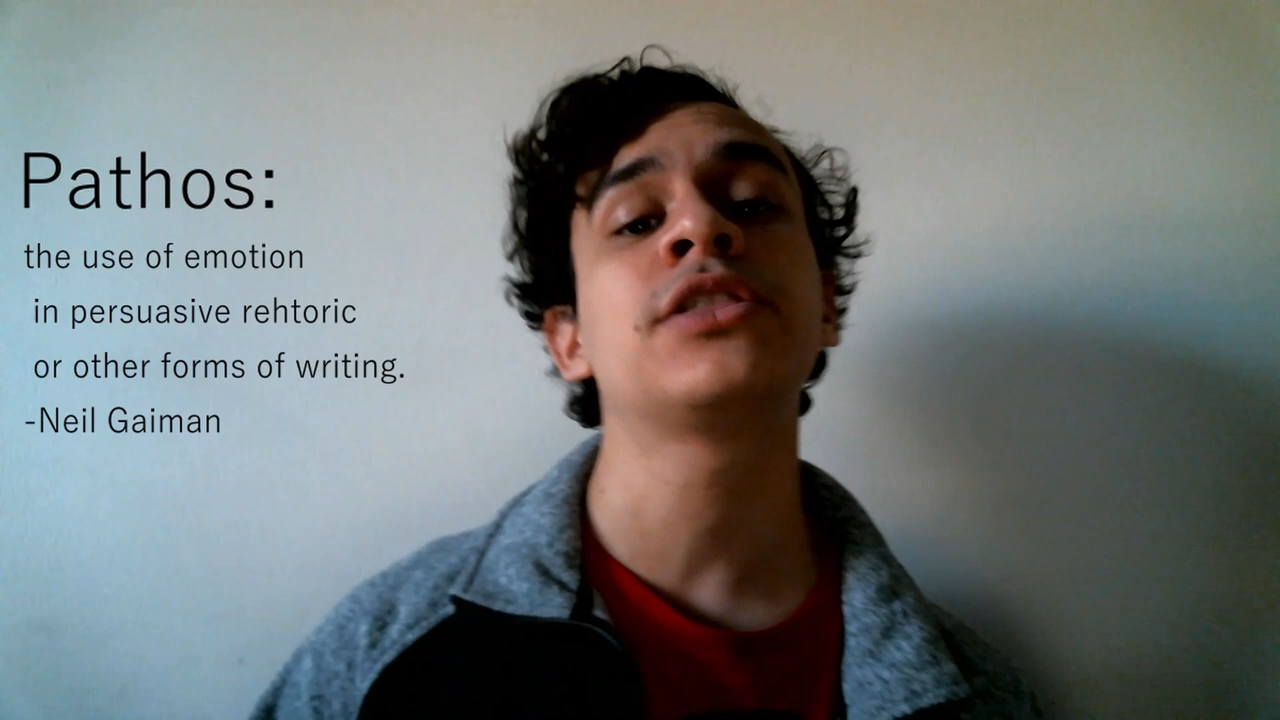 Pathos:
the use of emotion
in persuasive rehtoric
or other forms of writing.
-Neil Gaiman